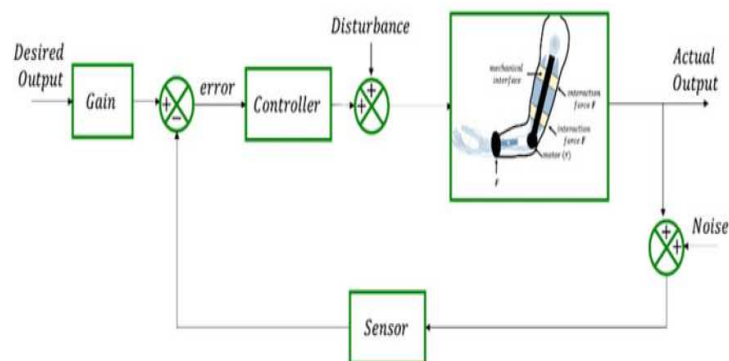 Disturbance
Desired
Output
Gain
+
−
error
Controller
+
+
mechanical
interface
interaction
force F
interaction
force F
motor (τ)
F
Actual
Output
+
+
Noise
Sensor